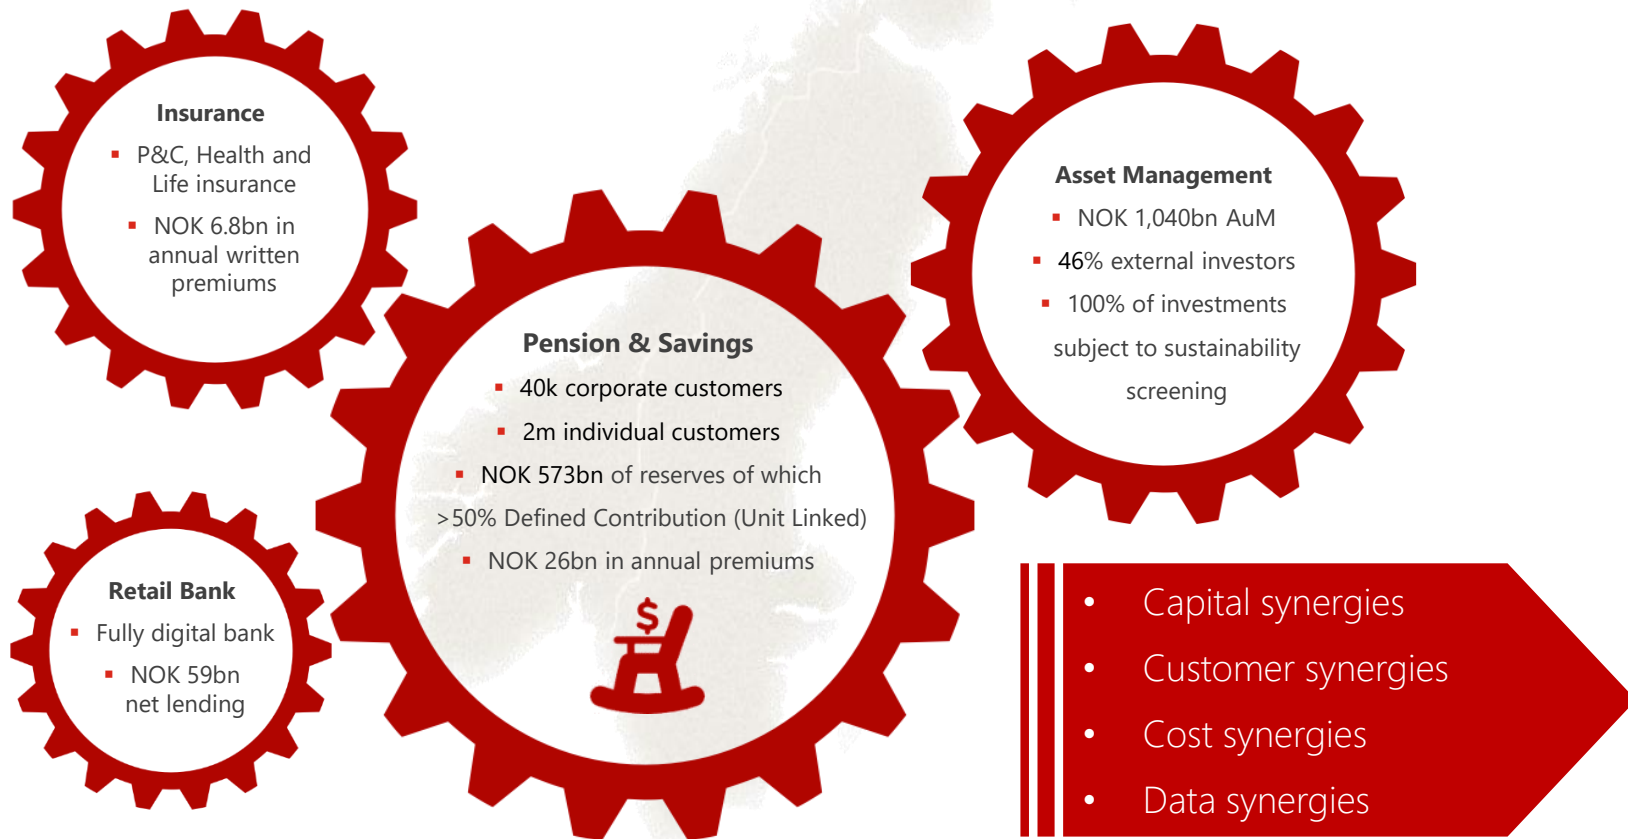 Insurance
▪ P&C, Health and
Life insurance
▪ NOK 6.8bn in
annual written
premiums
Pension & Savings
▪ 40k corporate customers
▪ 2m individual customers
▪ NOK 573bn of reserves of which
>50% Defined Contribution (Unit Linked)
▪ NOK 26bn in annual premiums
$
Asset Management
▪ NOK 1,040bn AuM
▪ 46% external investors
▪ 100% of investments
subject to sustainability
screening
Retail Bank
▪ Fully digital bank
▪ NOK 59bn
net lending
• Capital synergies
• Customer synergies
• Cost synergies
• Data synergies